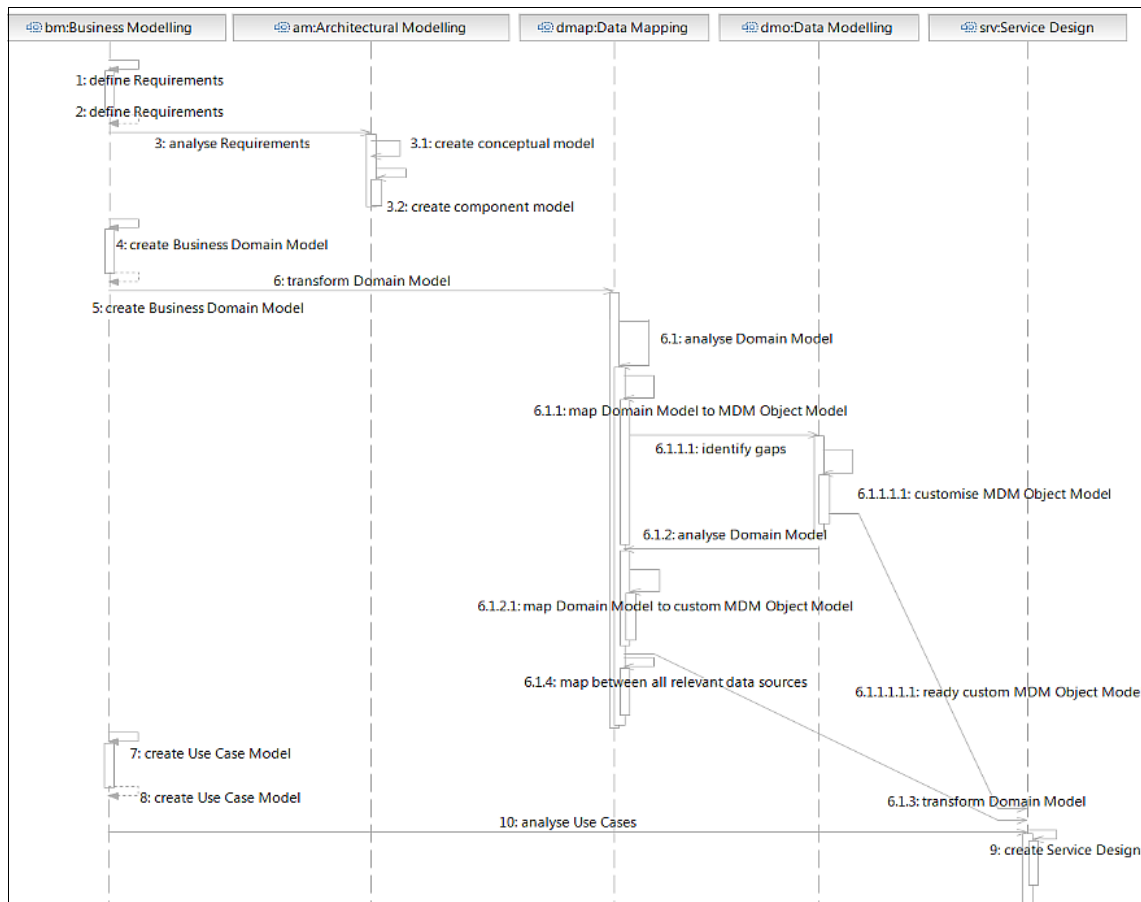 bm:Business Modelling
am:Architectural Modelling
dmap:Data Mapping
dmo:Data Modelling
srv:Service Design
1: define Requirements
2: define Requirements
3: analyse Requirements
3.1: create conceptual model
3.2: create component model
4: create Business Domain Model
6: transform Domain Model
5: create Business Domain Model
6.1: analyse Domain Model
6.1.1: map Domain Model to MDM Object Model
6.1.1.1: identify gaps
6.1.1.1.1: customise MDM Object Model
6.1.2: analyse Domain Model
6.1.2.1: map Domain Model to custom MDM Object Model
6.1.4: map between all relevant data sources
6.1.1.1.1.1: ready custom MDM Object Mode
7: create Use Case Model
8: create Use Case Model
6.1.3: transform Domain Model
10: analyse Use Cases
9: create Service Design